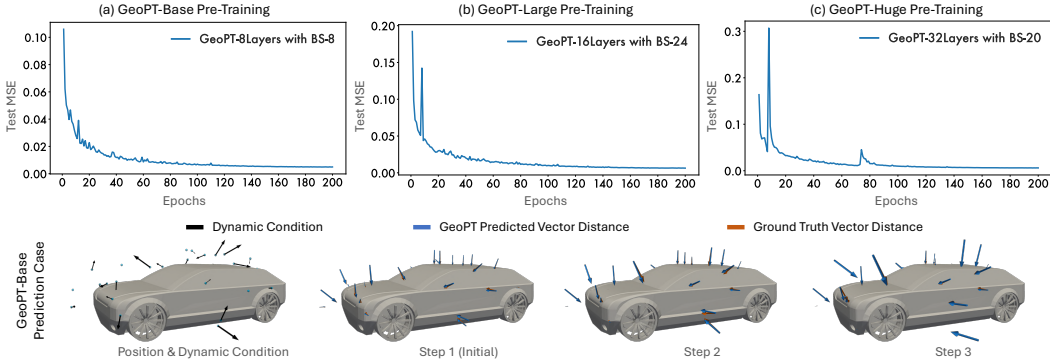 (a) GeoPT-Base Pre-Training
(b) GeoPT-Large Pre-Training
(c) GeoPT-Huge Pre-Training
Test MSE
0.10
0.08
0.06
0.04
0.02
0.00
GeoPT-8Layers with BS-8
0 20 40 60 80 100 120 140 160 180 200
Epochs
Test MSE
0.20
0.15
0.10
0.05
0.00
GeoPT-16Layers with BS-24
0 20 40 60 80 100 120 140 160 180 200
Epochs
Test MSE
0.3
0.2
0.1
0.0
GeoPT-32Layers with BS-20
0 20 40 60 80 100 120 140 160 180 200
Epochs
Dynamic Condition
GeoPT Predicted Vector Distance
Ground Truth Vector Distance
GeoPT-Base
Prediction Case
Position & Dynamic Condition
Step 1 (Initial)
Step 2
Step 3